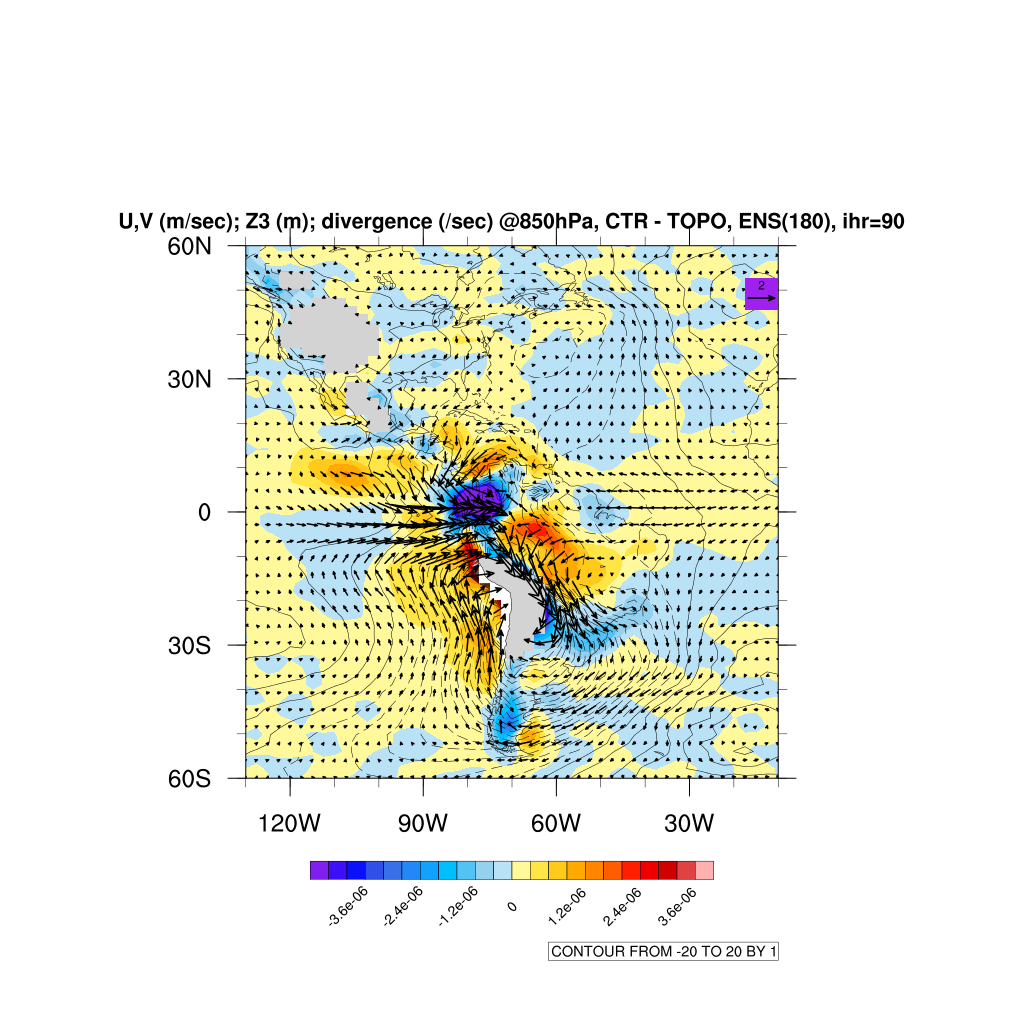 U,V (m/sec); Z3 (m); divergence (/sec) @850hPa, CTR - TOPO, ENS(180), ihr=90
60N
2
30N
0
30S
60S
120W 90W 60W 30W
-3.6e-06 -2.4e-06 -1.2e-06 0 1.2e-06 2.4e-06 3.6e-06
CONTOUR FROM -20 TO 20 BY 1